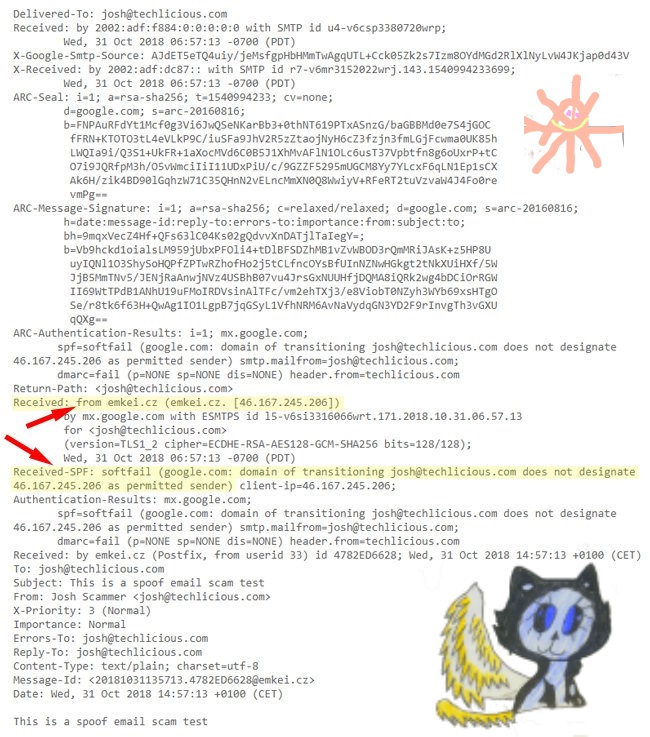 Delivered-To: josh@techlicious.com
Received: by 2002:adf:f884:0:0:0:0:0 with SMTP id u4-v6csp3380720wrp;
Wed, 31 Oct 2018 06:57:13 -0700 (PDT)
X-Google-Smtp-Source: AJdET5eTQ4uiy/jeMsfgpHbHMmTwAgqUTL+Cck05Zk2s7Izm8OYdMGd2RlXlNyLvW4JKjap0d43V
X-Received: by 2002:adf:dc87:: with SMTP id r7-v6mr3152022wrj.143.1540994233699;
Wed, 31 Oct 2018 06:57:13 -0700 (PDT)
ARC-Seal: i=1; a=rsa-sha256; t=1540994233; cv=none;
d=google.com; s=arc-20160816;
b=FNPAuRFdYt1Mcf0g3Vi6JwQSeNKarBb3+0thNT619PTxASnzG/baGBBMd0e7S4jGOC
fFRN+KTOTO3tL4eVLkP9C/iuSFa9JhV2R5zZtaojNyH6cZ3fzjn3fmLGjFcwma0UK85h
LWQIa9i/Q3S1+UkFR+1aXocMVd6C0B5J1XhMvAFlN1OLc6usT37Vpbtfn8g6oUxrP+tC
O7i9JQRfpM3h/O5vWmciIiI11UDxPiU/c/9GZZF5295mUGCM8Yy7YLcxF6qLN1Ep1sCX
Ak6H/zik4BD90lGqhzW71C35QHnN2vELncMmXN0Q8WwiyV+RFeRT2tuVzvaW4J4Fo0re
vmPg==
ARC-Message-Signature: i=1; a=rsa-sha256; c=relaxed/relaxed; d=google.com; s=arc-20160816;
h=date:message-id:reply-to:errors-to:importance:from:subject:to;
bh=9mqxVecZ4Hf+QFs63lC04Ks02gQdvvXnDATjlTaIegY=;
b=Vb9hckd1oialsLM959jUbxPFOli4+tDlBFSDZhMB1vZvWBOD3rQmMRiJAsK+z5HP8U
uyIQNl1O3ShySoHQPfZPTwRZhofHo2j5tCLfncOYsBfUInNZNwHGkgt2tNkXUiHXf/5W
JjB5MmTNv5/JENjRaAnwjNVz4USBhB07vu4JrsGxNUUHfjDQMA8iQRk2wg4bDCiOrRGW
II69WtTPdB1ANhU19uFMoIRDVsinAlTFc/vm2ehTXj3/e8ViobT0NZyh3WYb69xsHTgO
Se/r8tk6f63H+QwAg1IO1LgpB7jqGSyL1VfhNRM6AvNaVydqGN3YD2F9rInvgTh3vGXU
qQXg==
ARC-Authentication-Results: i=1; mx.google.com;
spf=softfail (google.com: domain of transitioning josh@techlicious.com does not designate
46.167.245.206 as permitted sender) smtp.mailfrom=josh@techlicious.com;
dmarc=fail (p=NONE sp=NONE dis=NONE) header.from=techlicious.com
Return-Path: <josh@techlicious.com>
Received: from emkei.cz (emkei.cz. [46.167.245.206])
by mx.google.com with ESMTPS id l5-v6si3316066wrt.171.2018.10.31.06.57.13
for <josh@techlicious.com>
(version=TLS1_2 cipher=ECDHE-RSA-AES128-GCM-SHA256 bits=128/128);
Wed, 31 Oct 2018 06:57:13 -0700 (PDT)
Received-SPF: softfail (google.com: domain of transitioning josh@techlicious.com does not designate
46.167.245.206 as permitted sender) client-ip=46.167.245.206;
Authentication-Results: mx.google.com;
spf=softfail (google.com: domain of transitioning josh@techlicious.com does not designate
46.167.245.206 as permitted sender) smtp.mailfrom=josh@techlicious.com;
dmarc=fail (p=NONE sp=NONE dis=NONE) header.from=techlicious.com
Received: by emkei.cz (Postfix, from userid 33) id 4782ED6628; Wed, 31 Oct 2018 14:57:13 +0100 (CET)
To: josh@techlicious.com
Subject: This is a spoof email scam test
From: Josh Scammer <josh@techlicious.com>
X-Priority: 3 (Normal)
Importance: Normal
Errors-To: josh@techlicious.com
Reply-To: josh@techlicious.com
Content-Type: text/plain; charset=utf-8
Message-Id: <20181031135713.4782ED6628@emkei.cz>
Date: Wed, 31 Oct 2018 14:57:13 +0100 (CET)
This is a spoof email scam test